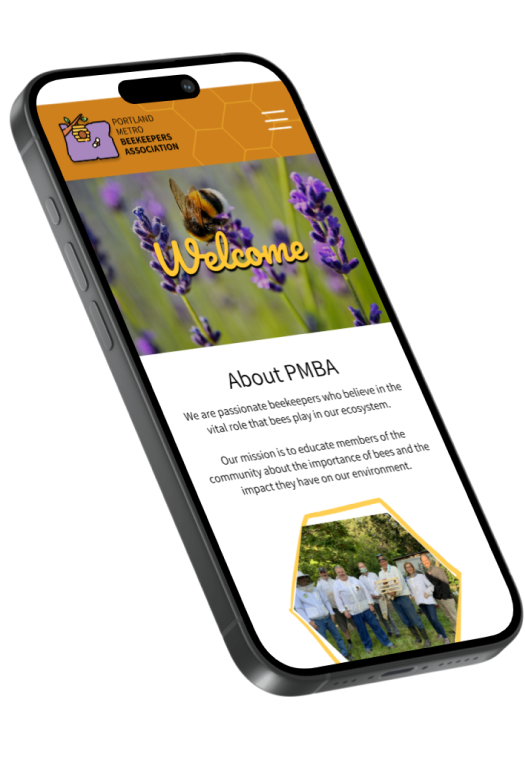 PORTLAND
METRO
BEEKEEPERS
ASSOCIATION
Welcome
About PMBA
We are passionate beekeepers who believe in the
vital role that bees play in our ecosystem.
Our mission is to educate members of the
community about the importance of bees and the
impact they have on our environment.